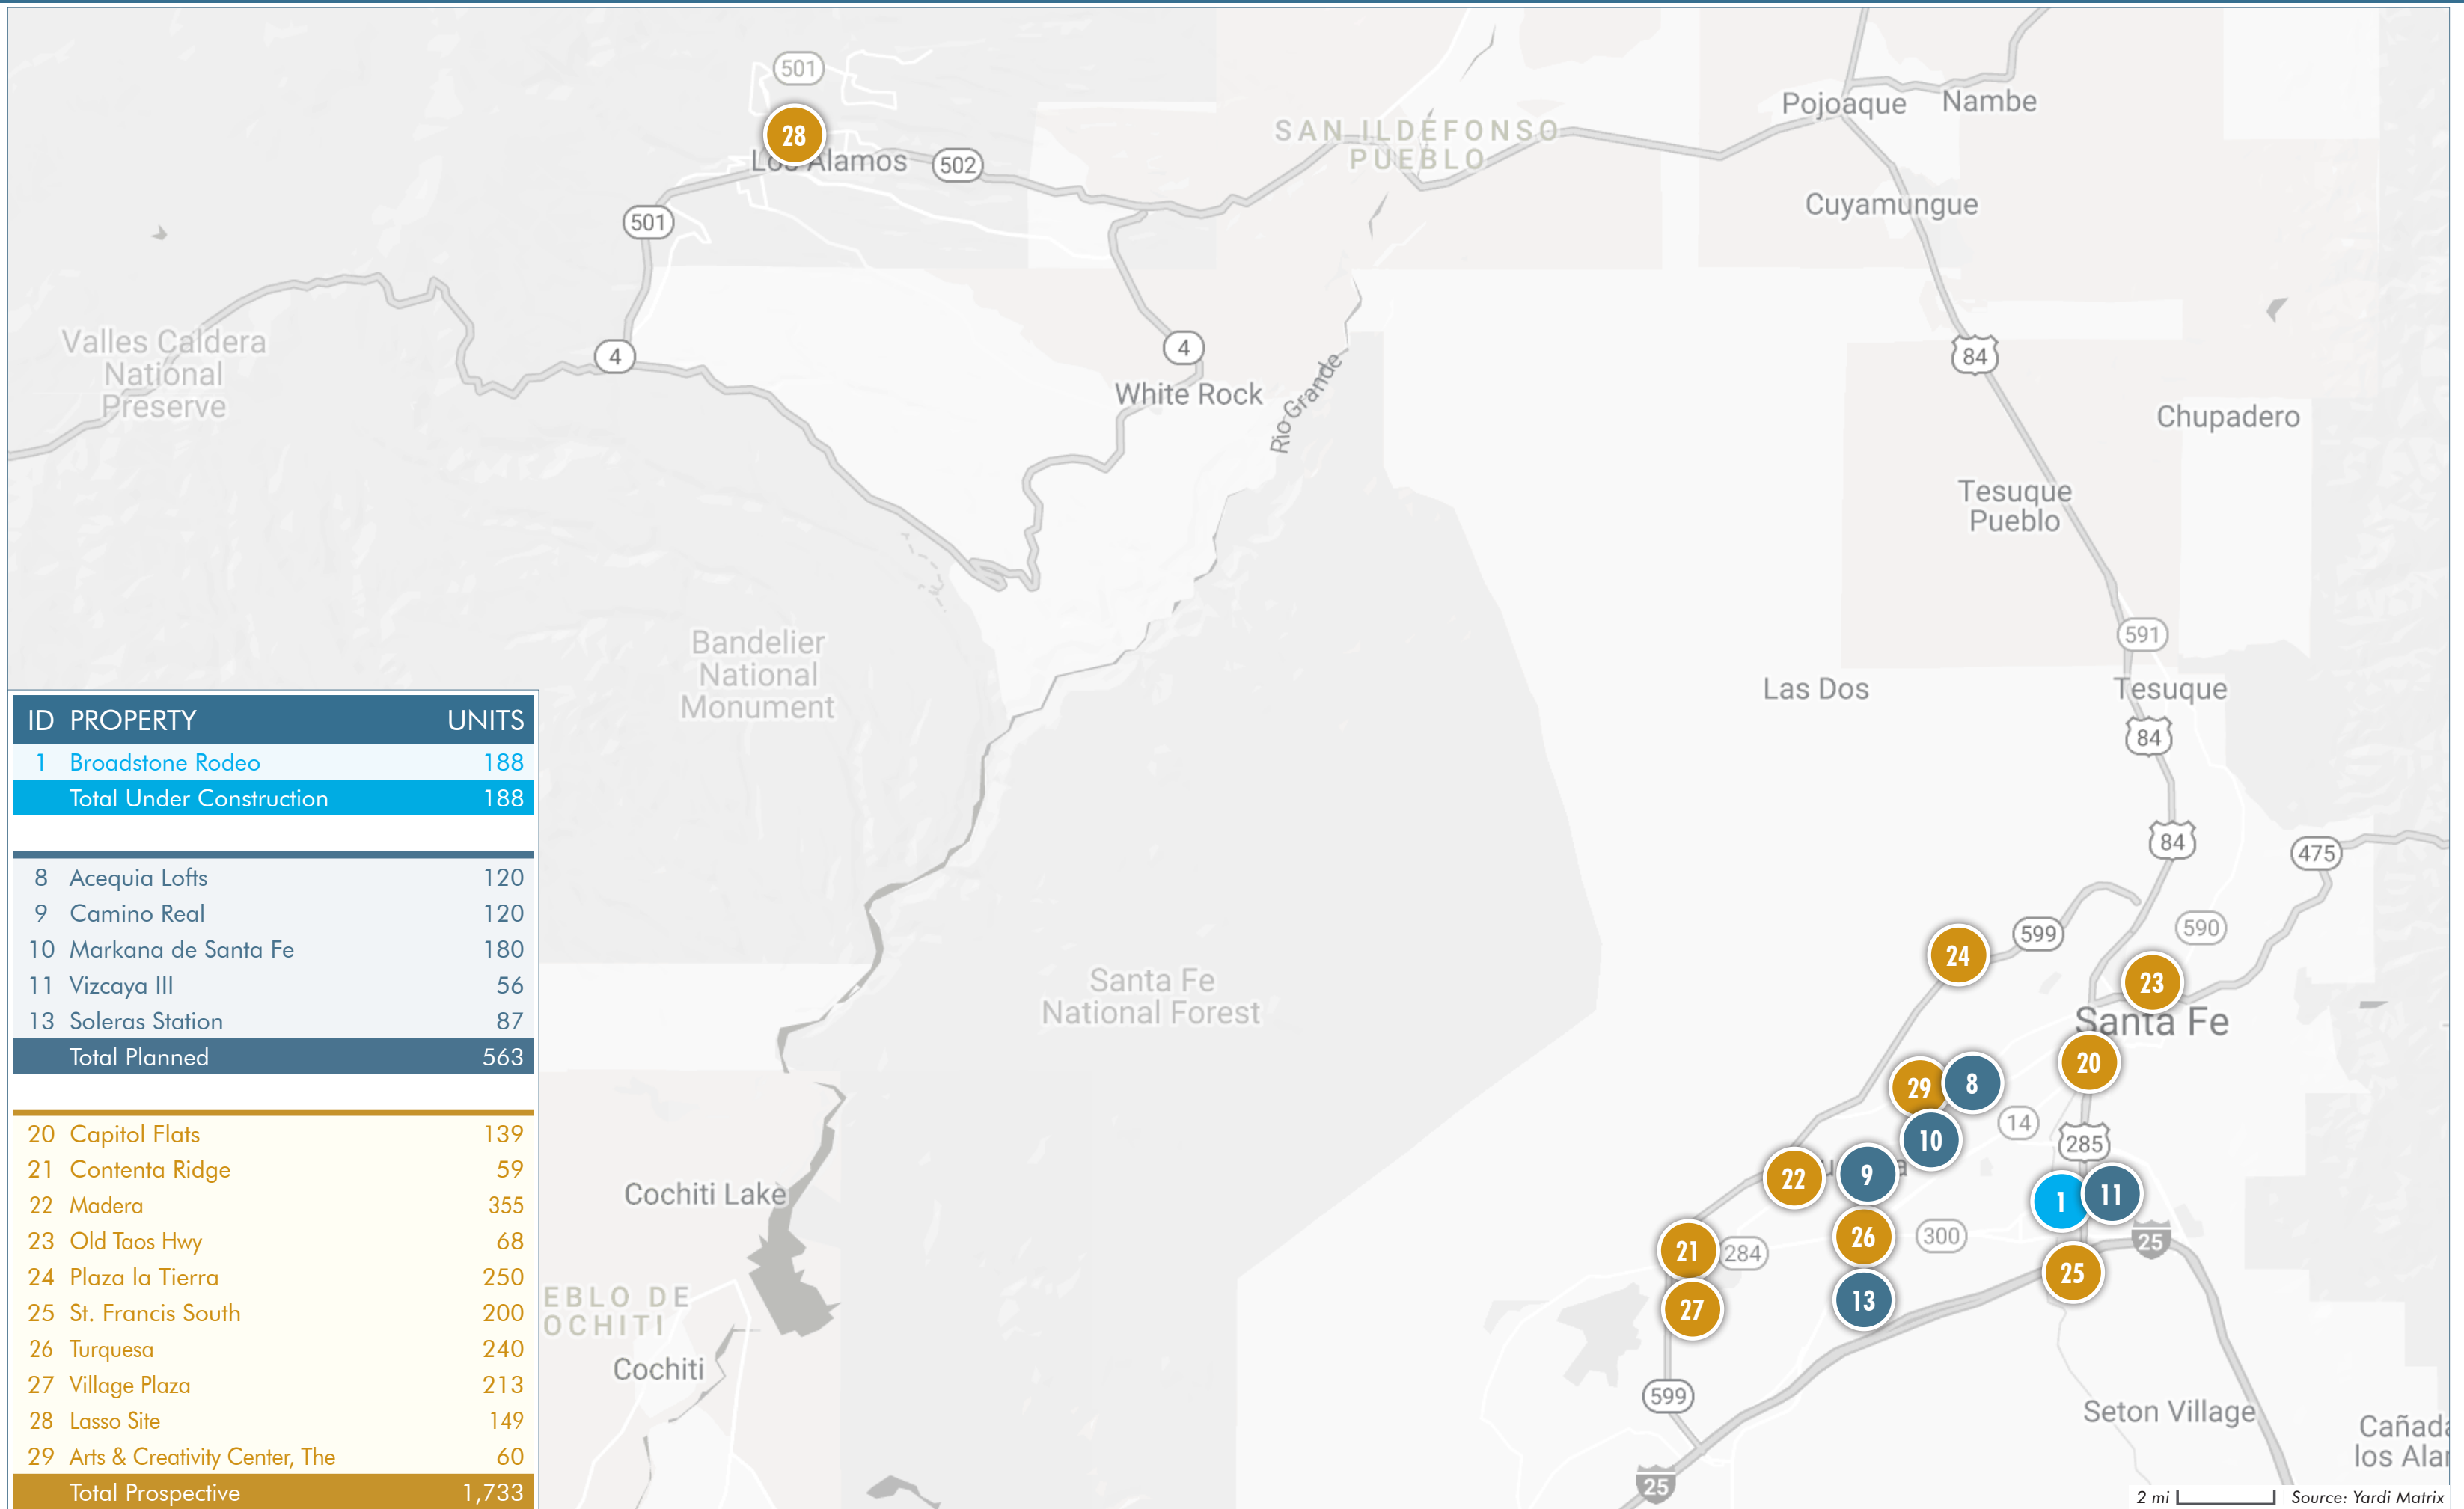 501
28
Los Alamos
502
501
SAN ILDEFONSO
PUEBLO
Pojoaque
Nambe
Cuyamungue
Valles Caldera
National
Preserve
4
4
White Rock
Rio Grande
84
Chupadero
Tesuque
Pueblo
591
Bandelier
National
Monument
Las Dos
Tesuque
84
84
475
590
599
24
23
Santa Fe
Santa Fe
National Forest
20
29
8
14
10
285
22
9
1
11
Cochiti Lake
21
284
26
300
25
25
27
13
EBLO DE
OCHITI
Cochiti
599
Seton Village
Cañada
los Alar
25
ID PROPERTY UNITS
1 Broadstone Rodeo 188
Total Under Construction 188
8 Acequia Lofts 120
9 Camino Real 120
10 Markana de Santa Fe 180
11 Vizcaya III 56
13 Soleras Station 87
Total Planned 563
20 Capitol Flats 139
21 Contenta Ridge 59
22 Madera 355
23 Old Taos Hwy 68
24 Plaza la Tierra 250
25 St. Francis South 200
26 Turquesa 240
27 Village Plaza 213
28 Lasso Site 149
29 Arts & Creativity Center, The 60
Total Prospective 1,733
2 mi | Source: Yardi Matrix